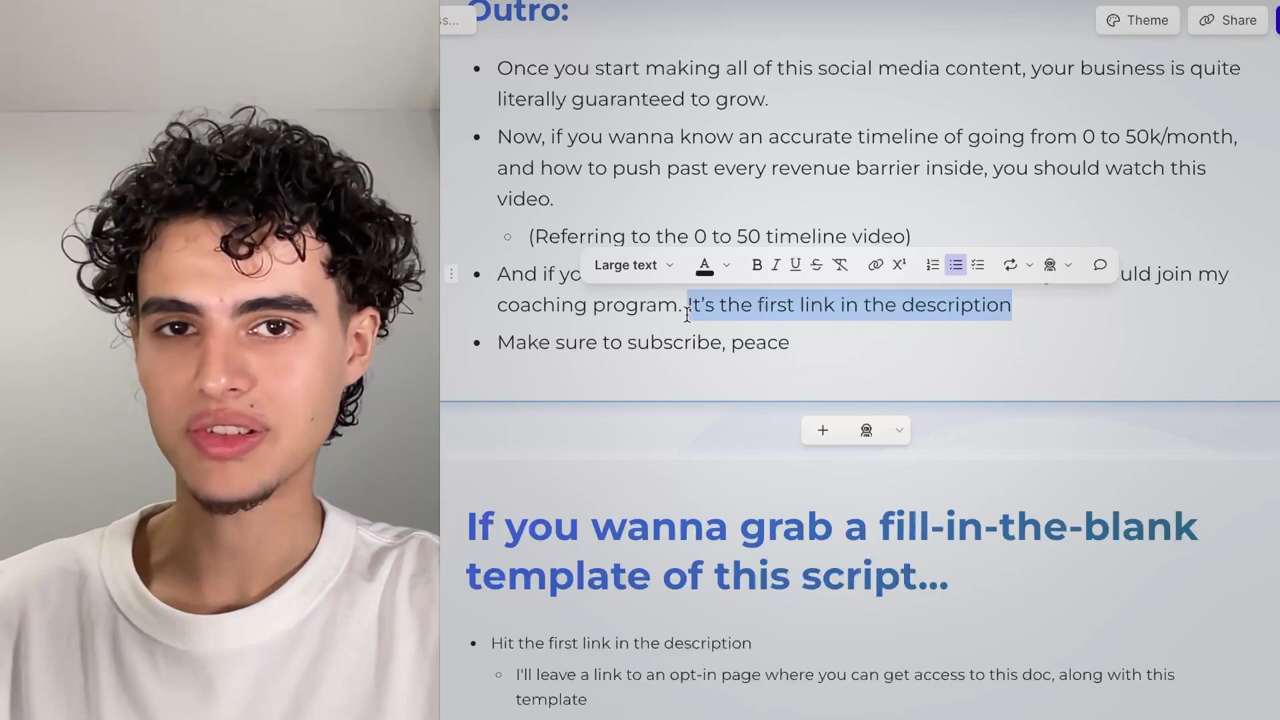 s...
Outro:
Theme
Share
Once you start making all of this social media content, your business is quite
literally guaranteed to grow.
Now, if you wanna know an accurate timeline of going from 0 to 50k/month,
and how to push past every revenue barrier inside, you should watch this
video.
(Referring to the 0 to 50 timeline video)
Large text
A
B
I
U
S
T
X¹
And if yo
uld join my
coaching program. It's the first link in the description
Make sure to subscribe, peace
If you wanna grab a fill-in-the-blank
template of this script...
Hit the first link in the description
I'll leave a link to an opt-in page where you can get access to this doc, along with this
template